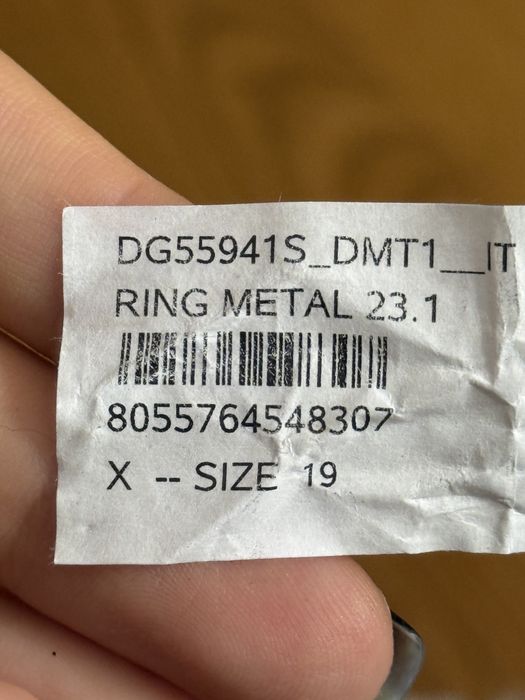 DG55941S_DMT1__IT
RING METAL 23.1
8055764548307
X -- SIZE 19